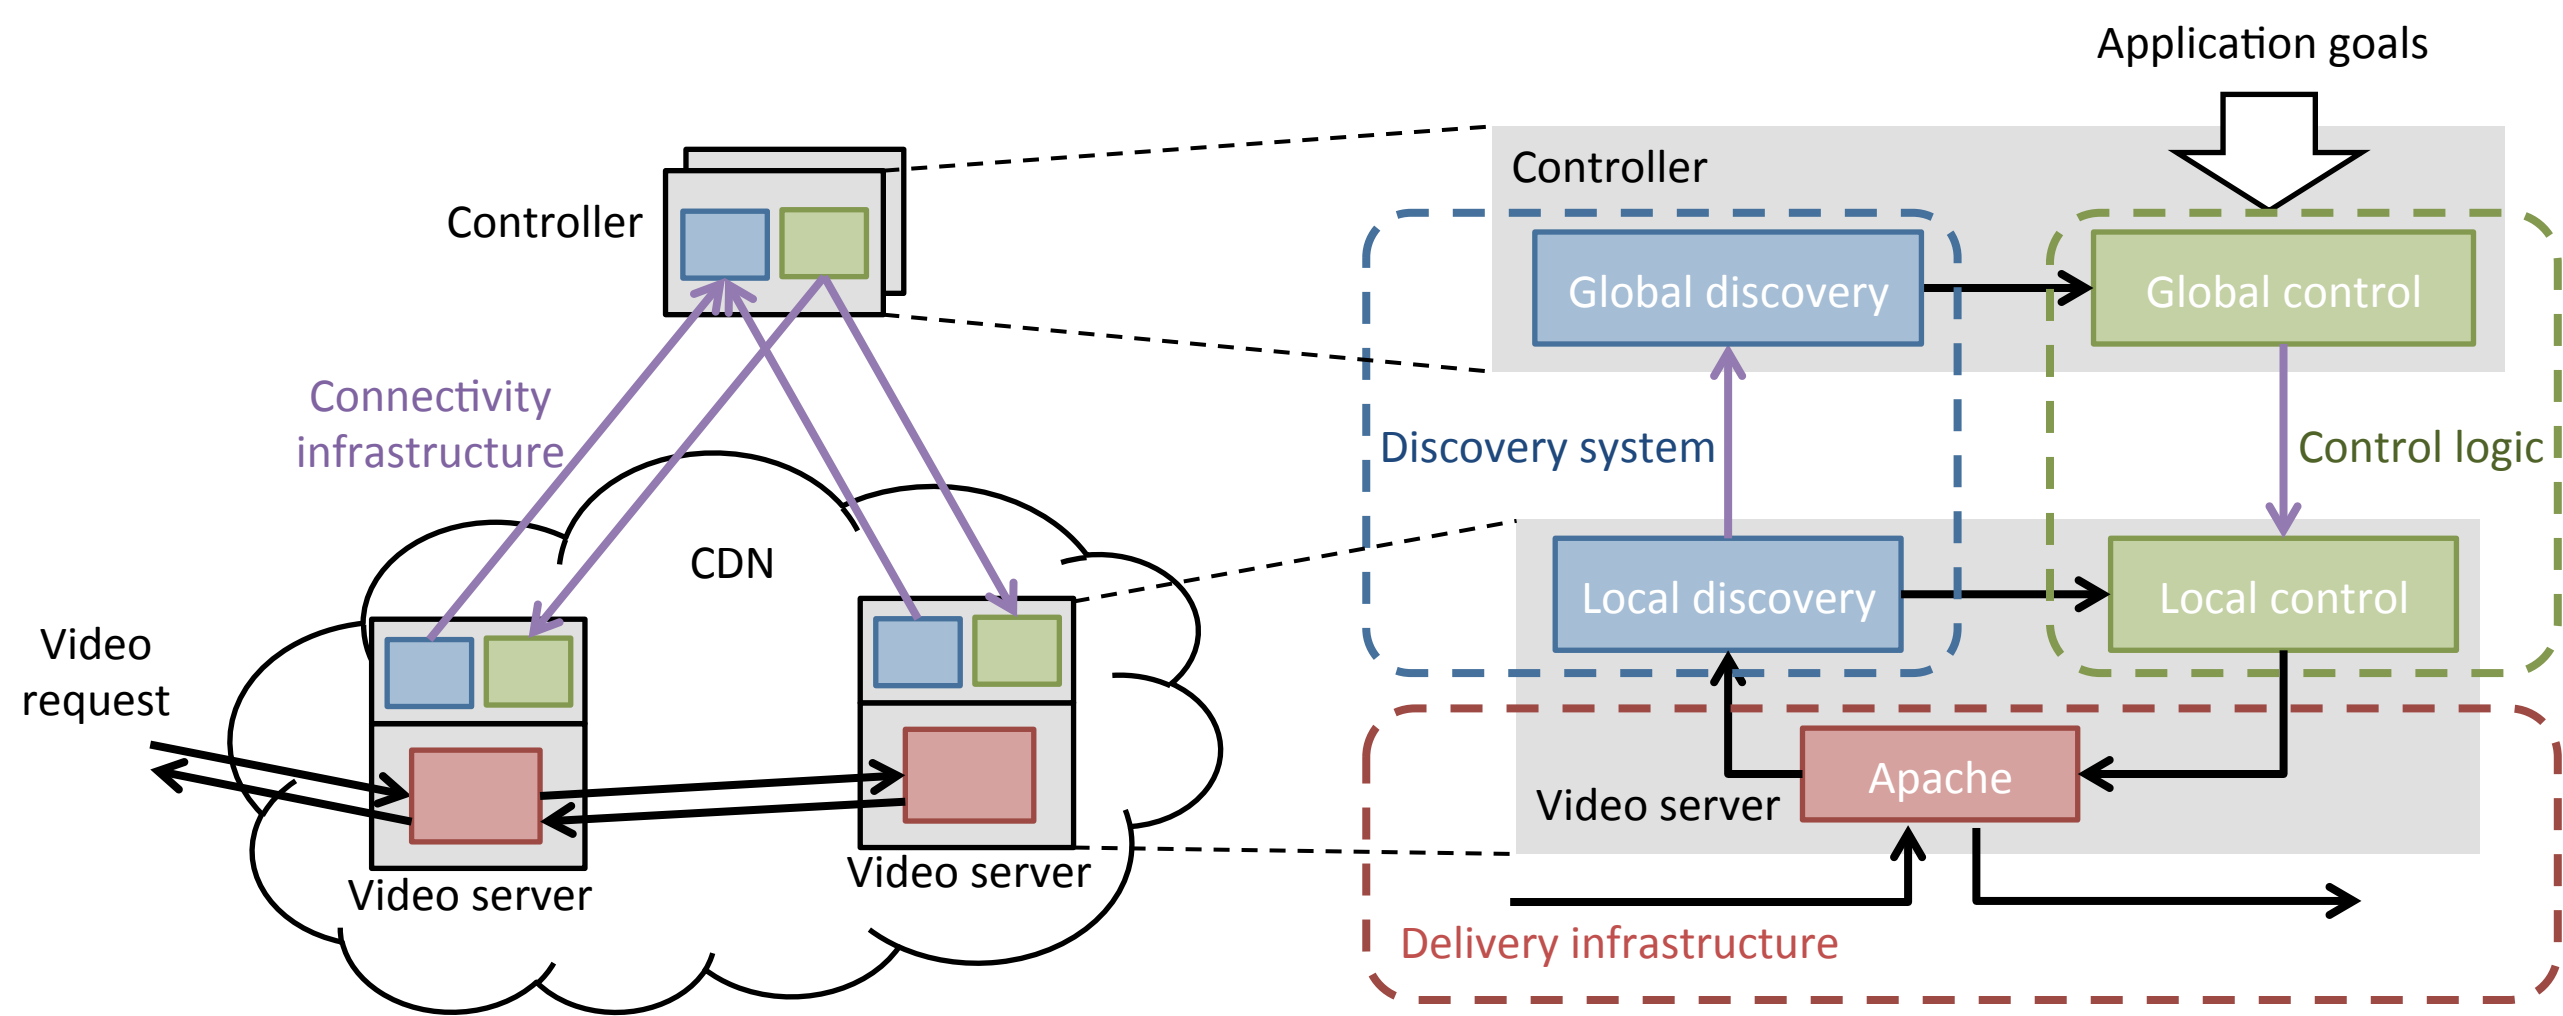 Application goals
Controller
Controller
Global discovery
Global control
Connectivity
infrastructure
Discovery system
Control logic
CDN
Local discovery
Local control
Video
request
Apache
Video server
Video server
Video server
Delivery infrastructure